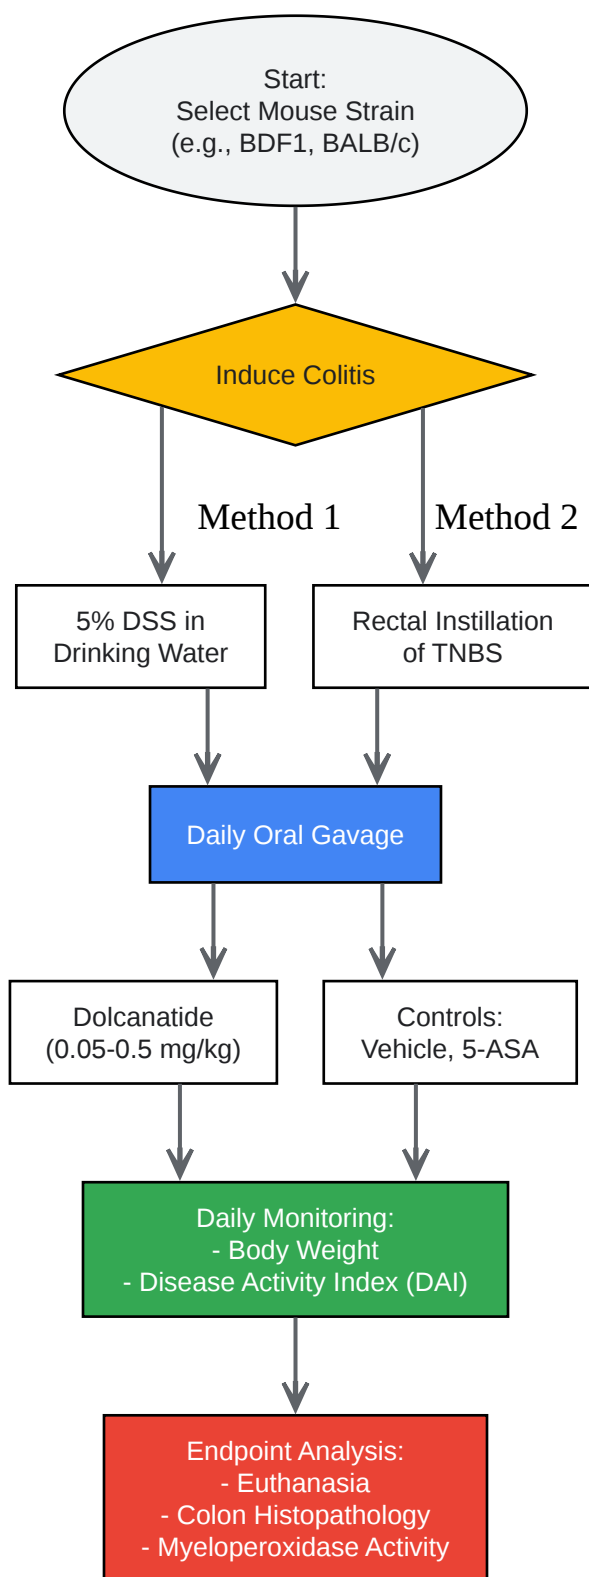 Start:
Select Mouse Strain
(e.g., BDF1, BALB/c)
Induce Colitis
Method 1
Method 2
5% DSS in
Drinking Water
Rectal Instillation
of TNBS
Daily Oral Gavage
Dolcanatide
(0.05-0.5 mg/kg)
Controls:
Vehicle, 5-ASA
Daily Monitoring:
- Body Weight
- Disease Activity Index (DAI)
Endpoint Analysis:
- Euthanasia
- Colon Histopathology
- Myeloperoxidase Activity